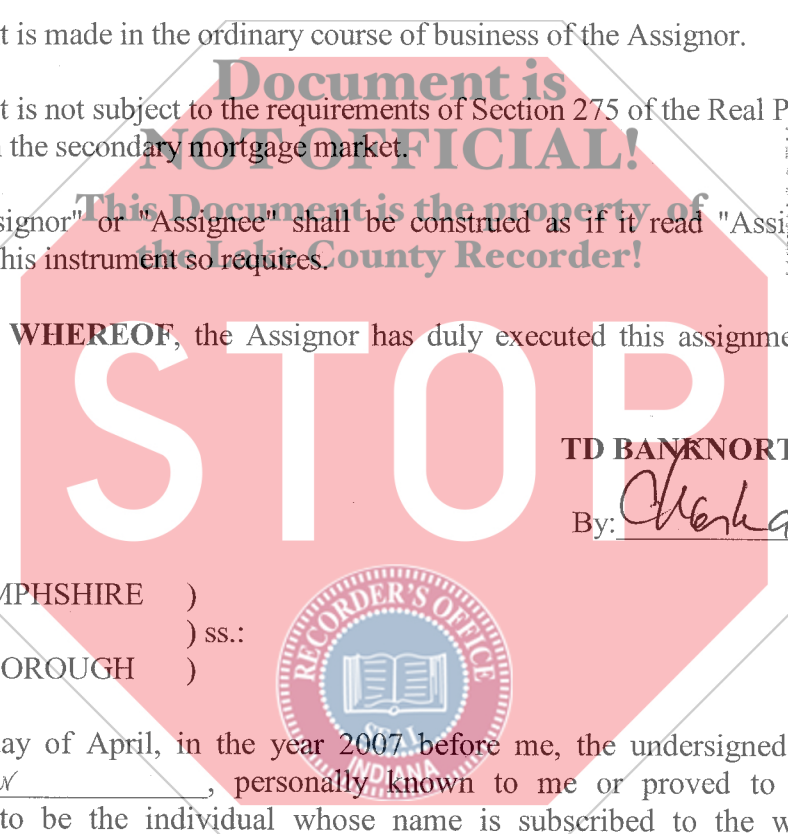 t is made in the ordinary course of business of the Assignor.
Document is
t is not subject to the requirements of Section 275 of the Real P
NOT OFFICIAL!
the secondary mortgage market.
This Document is the property of
signor" or "Assignee" shall be construed as if it read "Assi
the Lake County Recorder!
his instrument so requires.
WHEREOF, the Assignor has duly executed this assignme
STOP
TD BANKNORT
By:
MPHSHIRE )
) ss.:
OROUGH )
RECORDER'S OFFICE
SEAL
INDIANA
ay of April, in the year 2007 before me, the undersigned
, personally known to me or proved to
to be the individual whose name is subscribed to the w